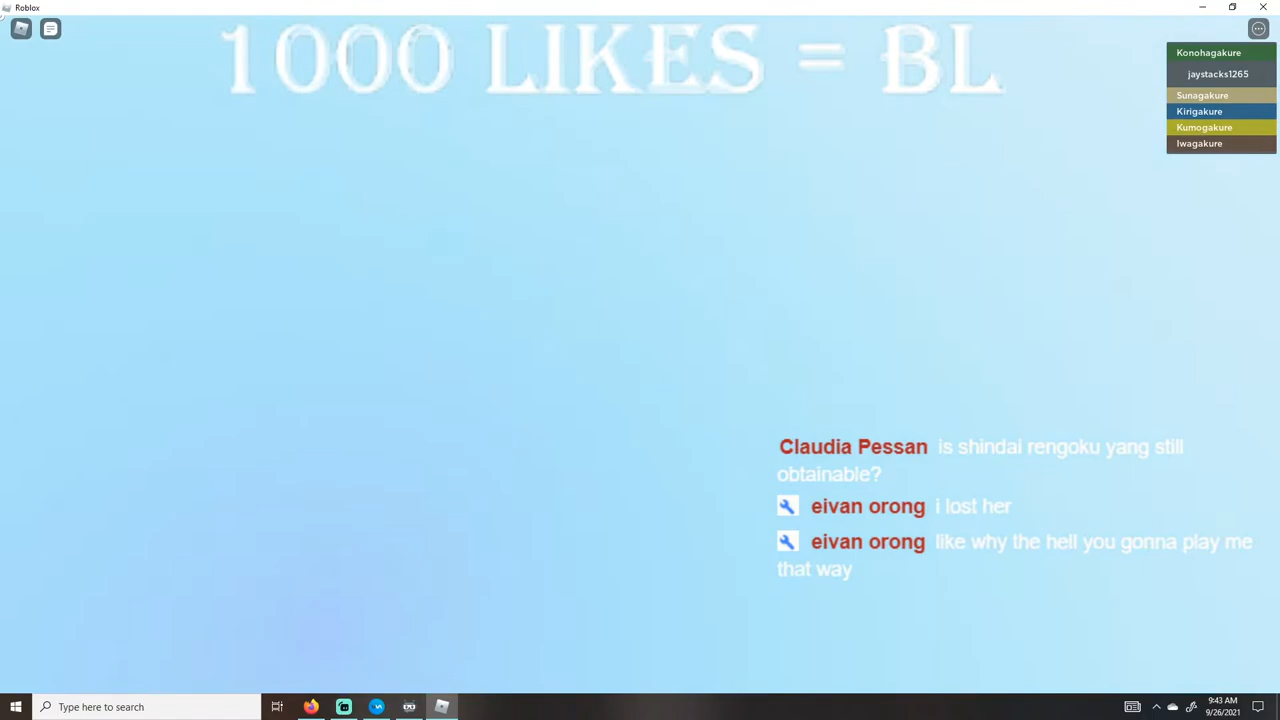 Roblox
1000 LIKES = BL
Konohagakure
jaystacks1265
Sunagakure
Kirigakure
Kumogakure
Iwagakure
Claudia Pessan is shindai rengoku yang still
obtainable?
eivan orong i lost her
eivan orong like why the hell you gonna play me
that way
Type here to search
9:43 AM
9/26/2021